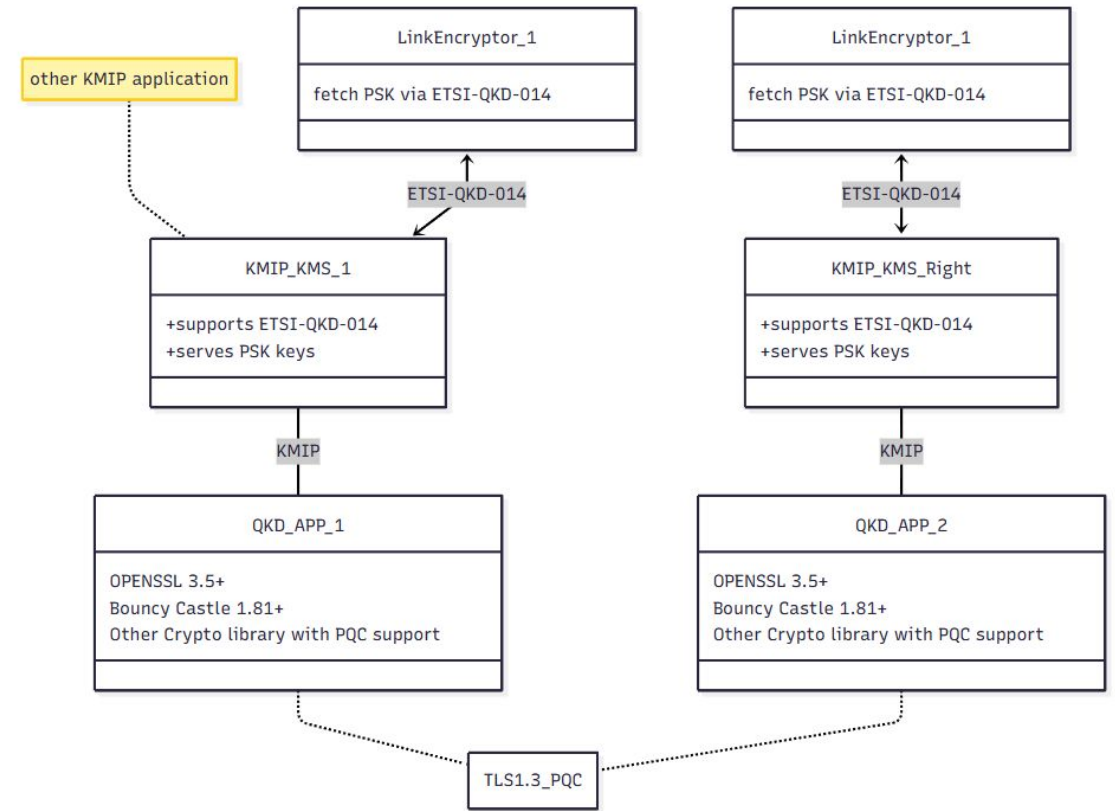 LinkEncryptor_1
fetch PSK via ETSI-QKD-014
LinkEncryptor_1
fetch PSK via ETSI-QKD-014
other KMIP application
ETSI-QKD-014
ETSI-QKD-014
KMIP_KMS_1
+supports ETSI-QKD-014
+serves PSK keys
KMIP_KMS_Right
+supports ETSI-QKD-014
+serves PSK keys
KMIP
KMIP
QKD_APP_1
OPENSSL 3.5+
Bouncy Castle 1.81+
Other Crypto library with PQC support
QKD_APP_2
OPENSSL 3.5+
Bouncy Castle 1.81+
Other Crypto library with PQC support
TLS1.3_PQC